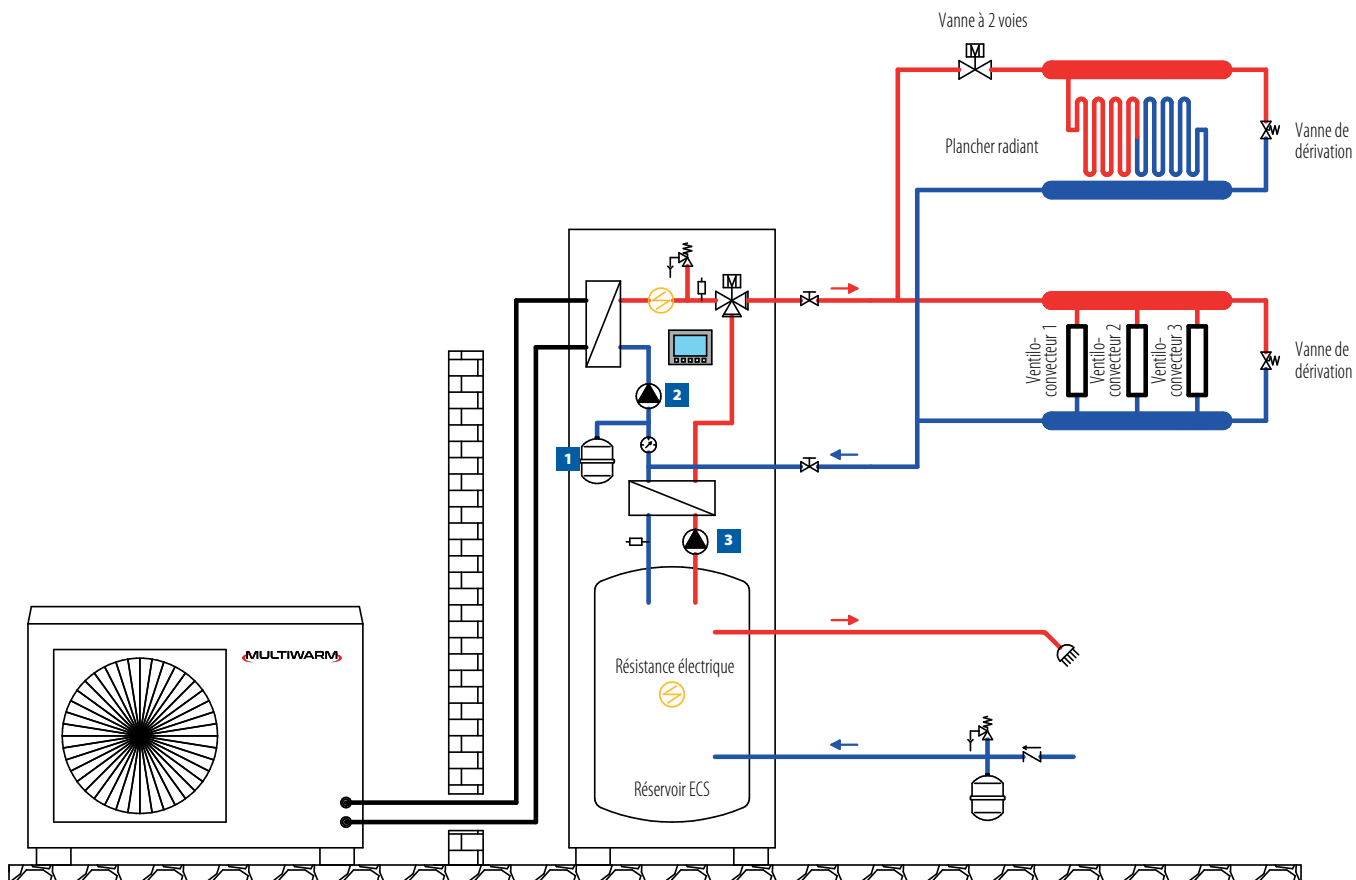 Vanne à 2 voies
M
Plancher radiant
Vanne de
dérivation
M
Ventilo-
convecteur 1
Ventilo-
convecteur 2
Ventilo-
convecteur 3
Vanne de
dérivation
2
1
3
MULTIWARM
Résistance électrique
Réservoir ECS